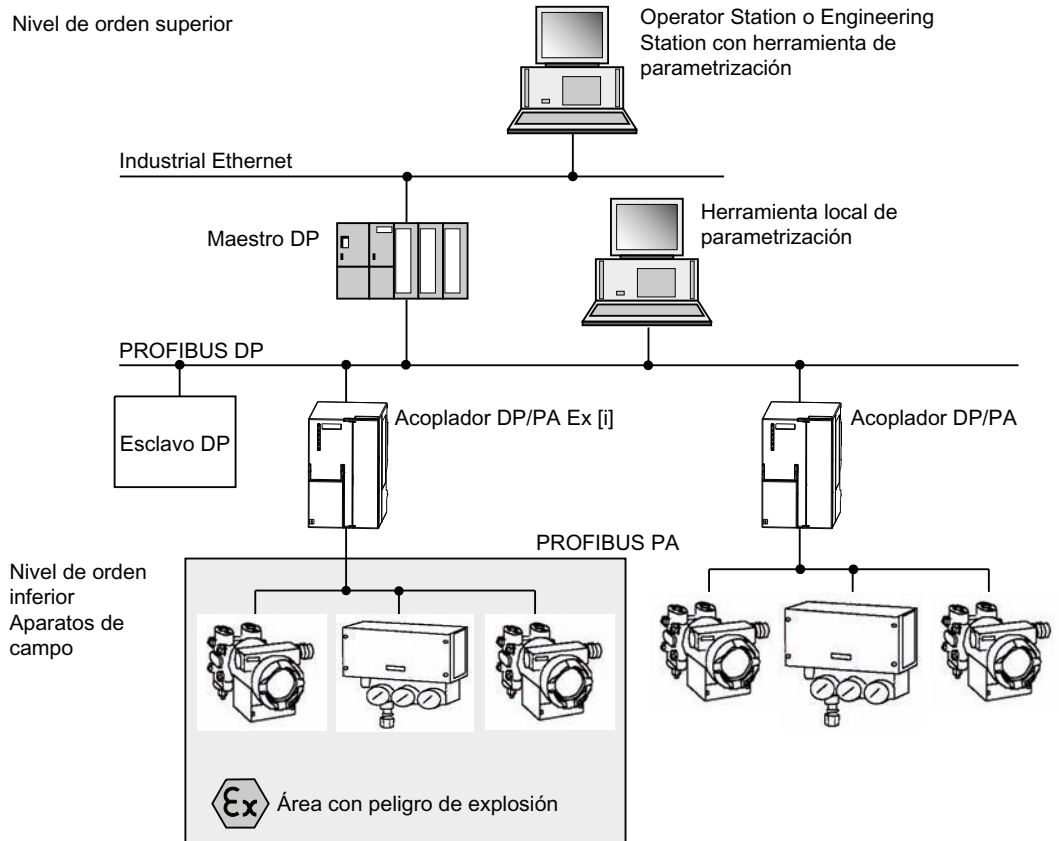 Nivel de orden superior
Operator Station o Engineering
Station con herramienta de
parametrización
Industrial Ethernet
Maestro DP
Herramienta local de
parametrización
PROFIBUS DP
Esclavo DP
Acoplador DP/PA Ex [i]
Acoplador DP/PA
PROFIBUS PA
Nivel de orden
inferior
Aparatos de
campo
Ex
Área con peligro de explosión